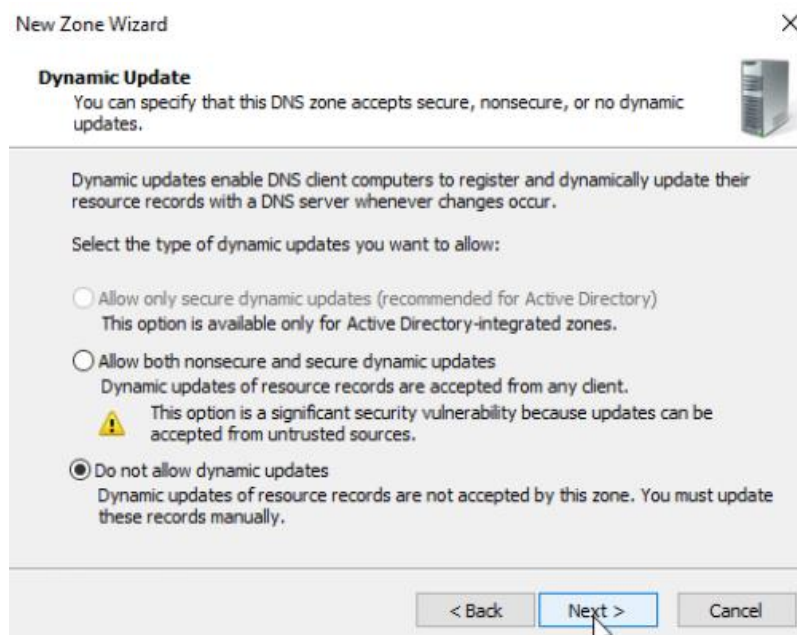 New Zone Wizard
Dynamic Update
You can specify that this DNS zone accepts secure, nonsecure, or no dynamic
updates.
Dynamic updates enable DNS client computers to register and dynamically update their
resource records with a DNS server whenever changes occur.
Select the type of dynamic updates you want to allow:
Allow only secure dynamic updates (recommended for Active Directory)
This option is available only for Active Directory-integrated zones.
Allow both nonsecure and secure dynamic updates
Dynamic updates of resource records are accepted from any client.
This option is a significant security vulnerability because updates can be
accepted from untrusted sources.
Do not allow dynamic updates
Dynamic updates of resource records are not accepted by this zone. You must update
these records manually.
< Back Next > Cancel